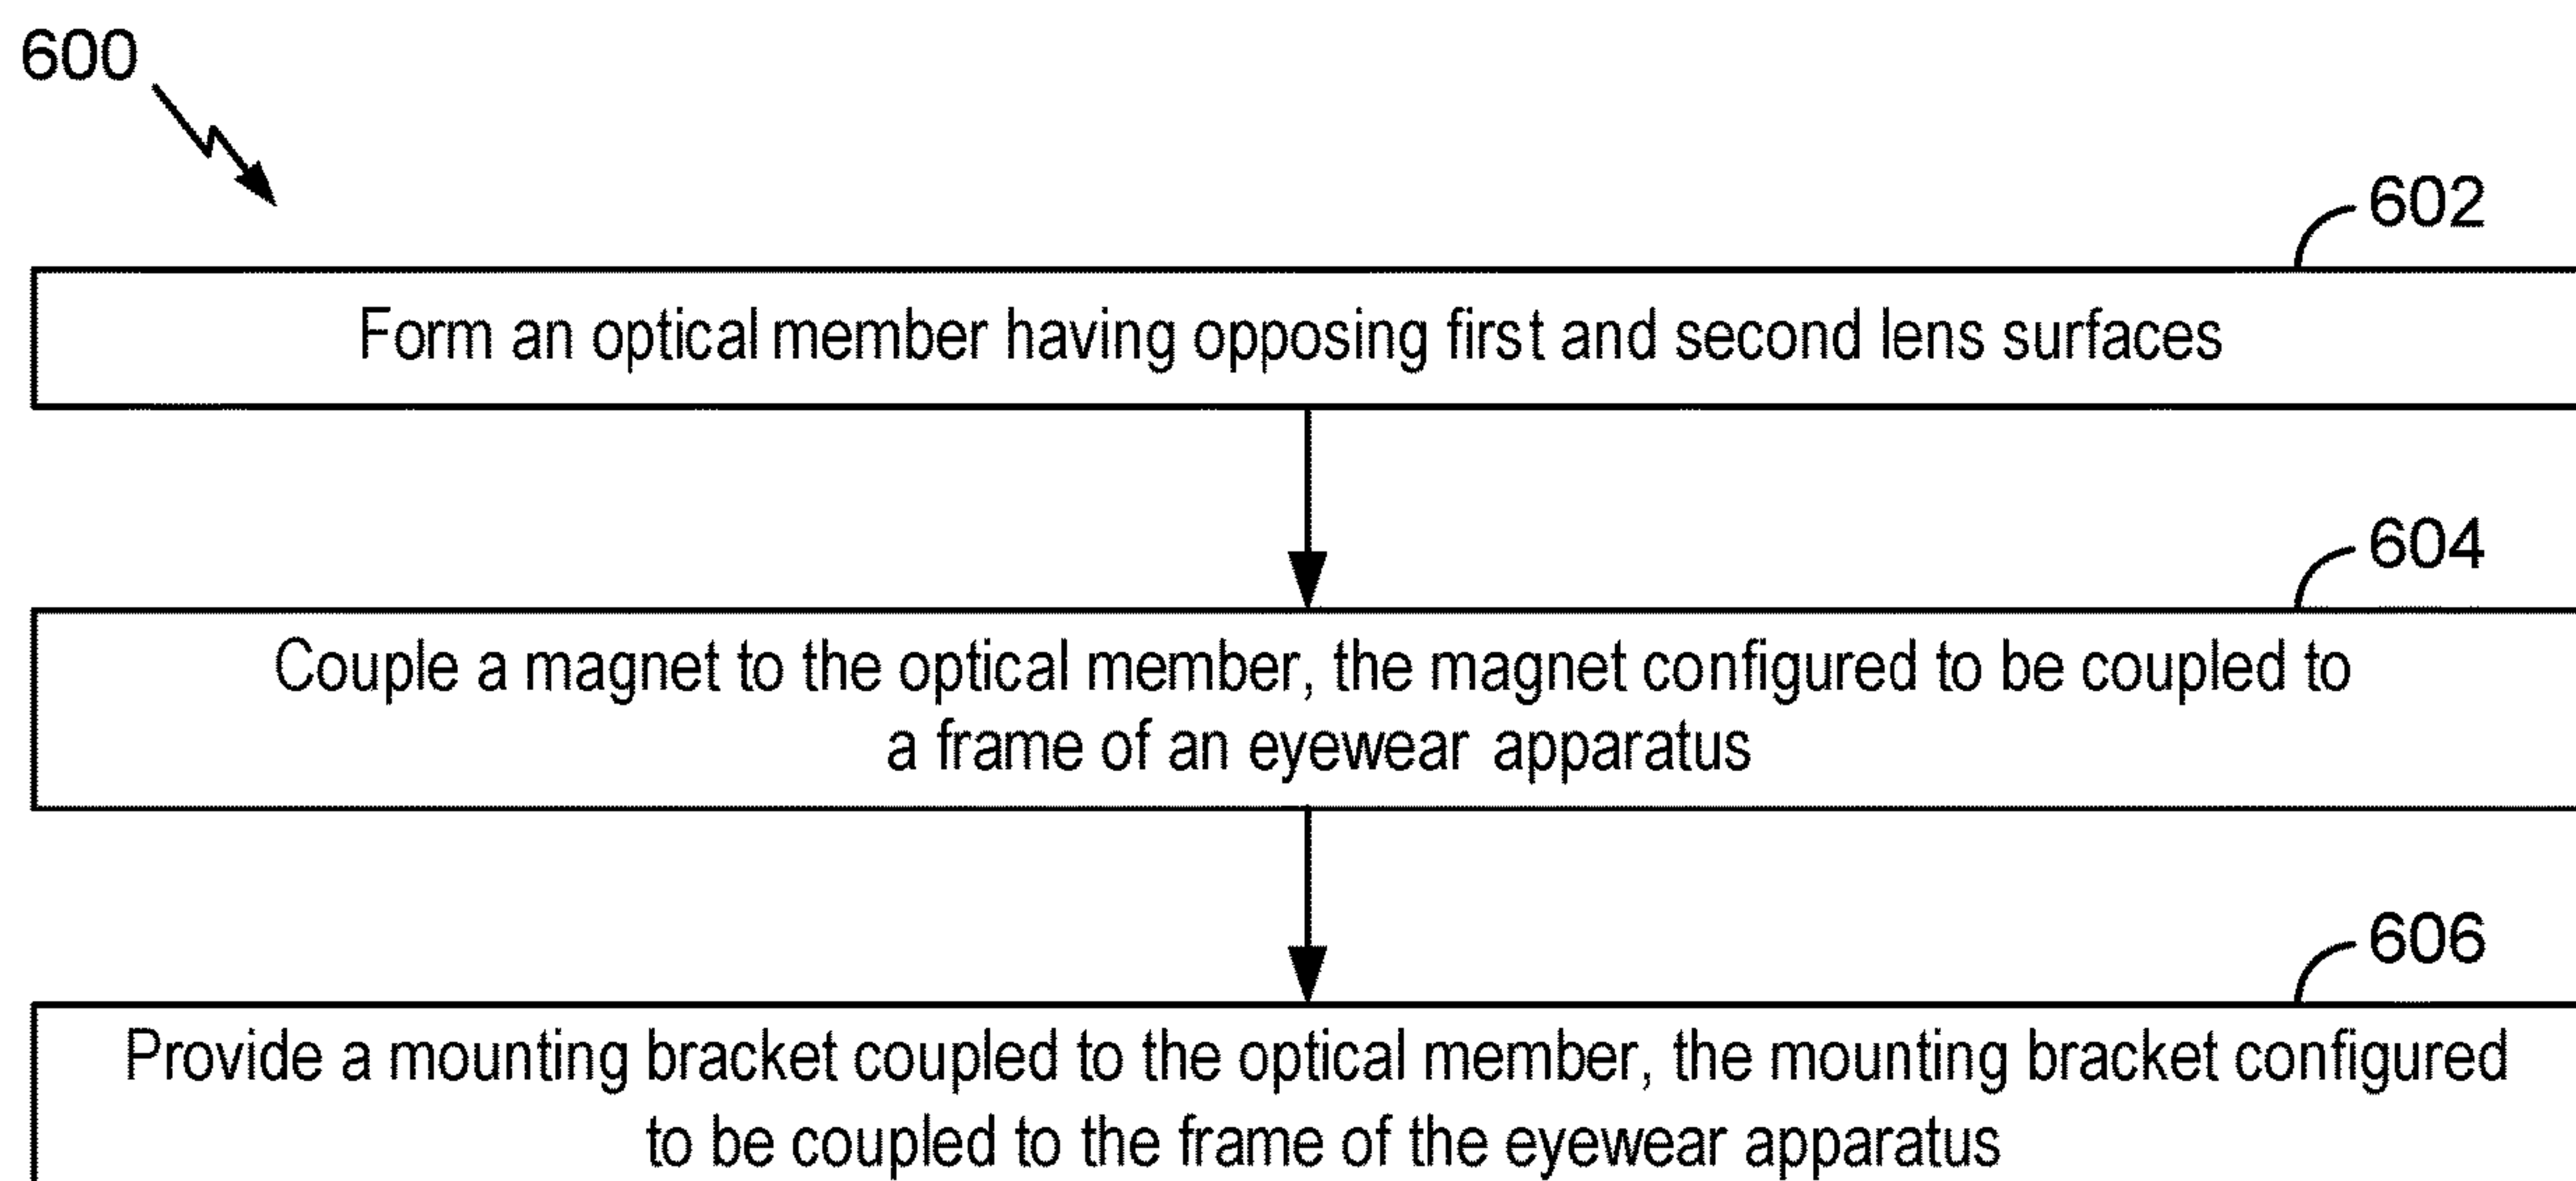 600
602
Form an optical member having opposing first and second lens surfaces
604
Couple a magnet to the optical member, the magnet configured to be coupled to
a frame of an eyewear apparatus
606
Provide a mounting bracket coupled to the optical member, the mounting bracket configured
to be coupled to the frame of the eyewear apparatus